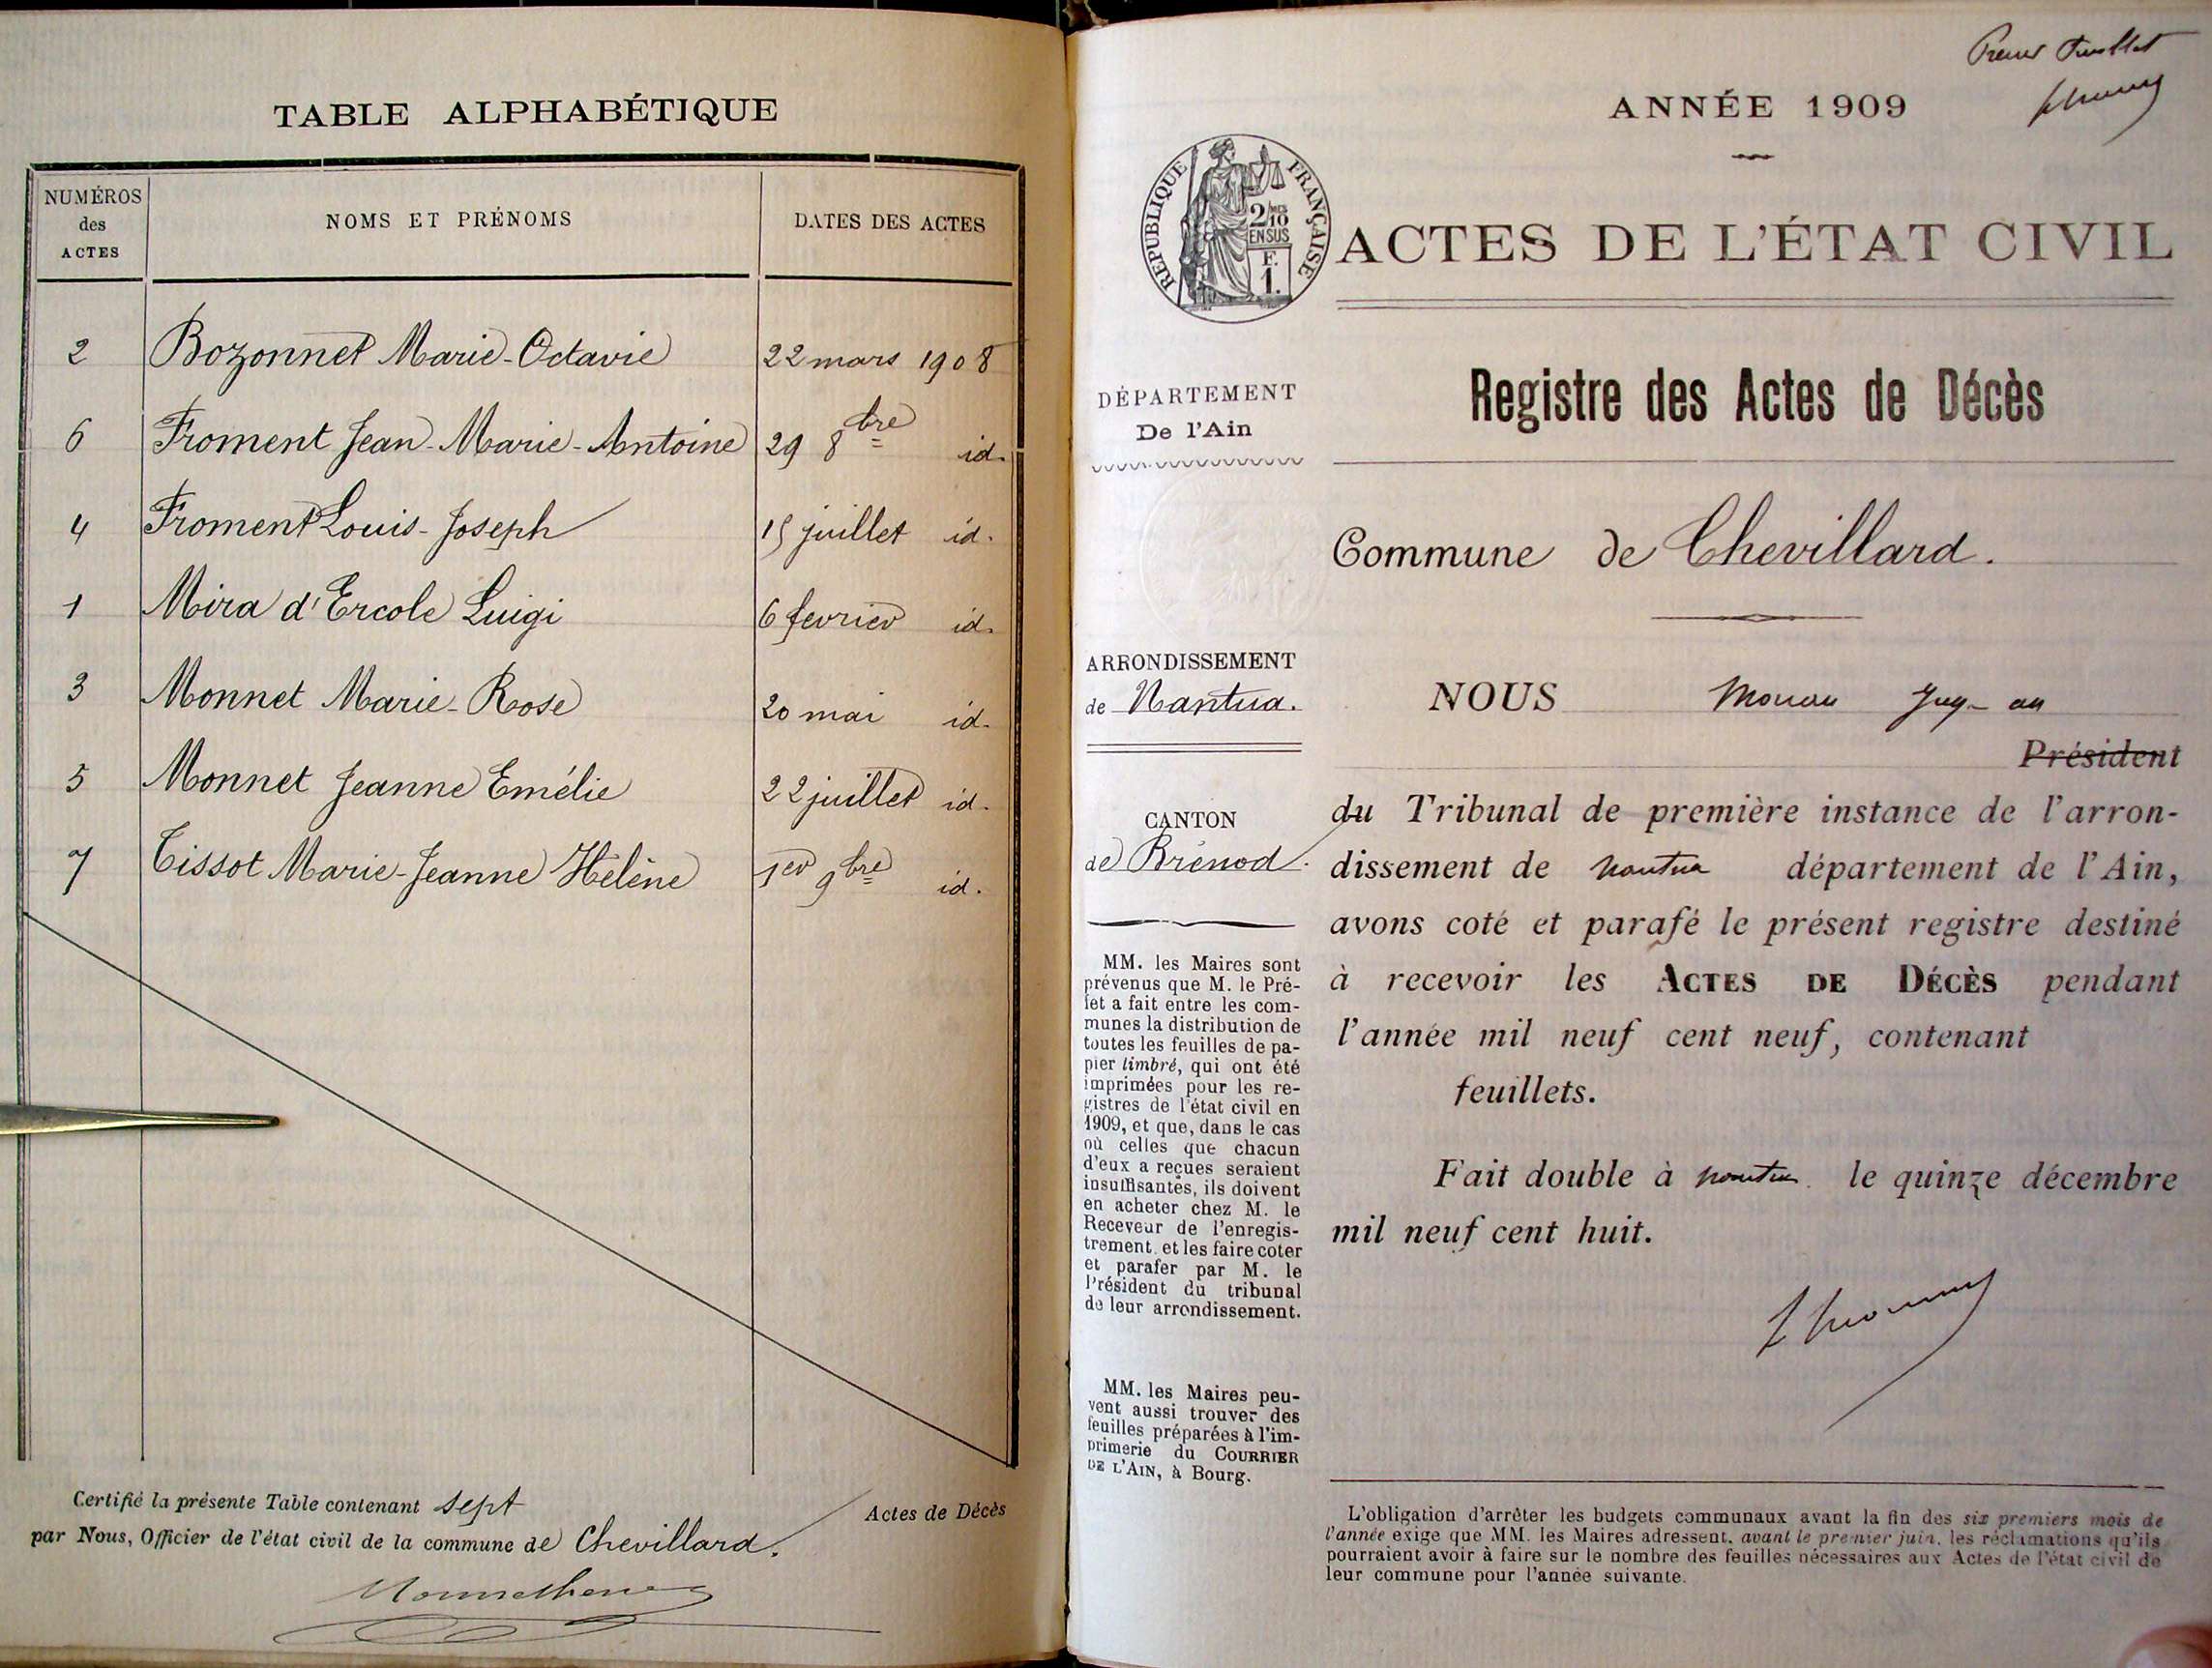 TABLE ALPHABÉTIQUE
NUMÉROS des ACTES | NOMS ET PRÉNOMS | DATES DES ACTES
2 Bozonnet Marie-Octavie 22 mars 1908
6 Froment Jean-Marie-Antoine 29 8bre id.
4 Froment Louis-Joseph 15 juillet id.
1 Mira d'Ercole Luigi 6 fevrier id.
3 Monnet Marie-Rose 20 mai id.
5 Monnet Jeanne Emélie 22 juillet id.
7 Tissot Marie-Jeanne Hélène 1er 9bre id.
Certifié la présente Table contenant sept Actes de Décès
par Nous, Officier de l'état civil de la commune de Chevillard.
ANNÉE 1909
RÉPUBLIQUE FRANÇAISE
2/10
EN SUS
F.
1.
ACTES DE L'ÉTAT CIVIL
DÉPARTEMENT
De l'Ain
ARRONDISSEMENT
de Nantua.
CANTON
de Brénod.
MM. les Maires sont
prévenus que M. le Pré-
fet a fait entre les com-
munes la distribution de
toutes les feuilles de pa-
pier timbré, qui ont été
imprimées pour les re-
gistres de l'état civil en
1909, et que, dans le cas
où celles que chacun
d'eux a reçues seraient
insuffisantes, ils doivent
en acheter chez M. le
Receveur de l'enregis-
trement et les faire coter
et parafer par M. le
Président du tribunal
de leur arrondissement.
MM. les Maires peu-
vent aussi trouver des
feuilles préparées à l'im-
primerie du COURRIER
DE L'AIN, à Bourg.
Registre des Actes de Décès
Commune de Chevillard.
NOUS
Président
du Tribunal de première instance de l'arron-
dissement de Nantua département de l'Ain,
avons coté et parafé le présent registre destiné
à recevoir les ACTES DE DÉCÈS pendant
l'année mil neuf cent neuf, contenant
feuillets.
Fait double à Nantua le quinze décembre
mil neuf cent huit.
L'obligation d'arrêter les budgets communaux avant la fin des six premiers mois de
l'année exige que MM. les Maires adressent, avant le premier juin, les réclamations qu'ils
pourraient avoir à faire sur le nombre des feuilles nécessaires aux Actes de l'état civil de
leur commune pour l'année suivante.